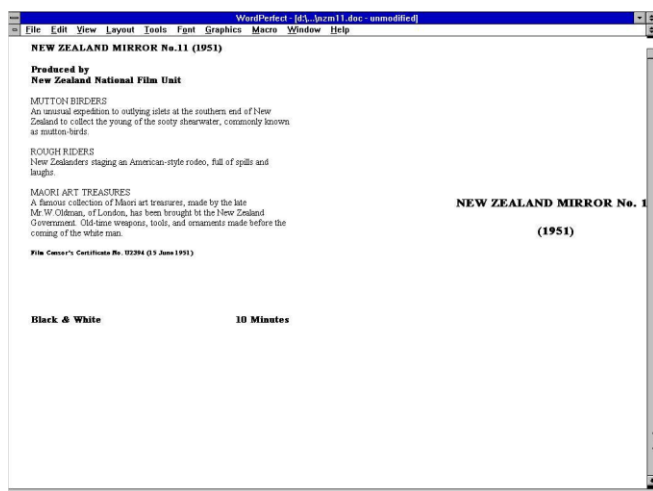 WordPerfect - [d:\...\nzm11.doc - unmodified]
File Edit View Layout Tools Font Graphics Macro Window Help
NEW ZEALAND MIRROR No.11 (1951)
Produced by
New Zealand National Film Unit
MUTTON BIRDERS
An unusual expedition to outlying islets at the southern end of New
Zealand to collect the young of the sooty shearwater, commonly known
as mutton-birds.
ROUGH RIDERS
New Zealanders staging an American-style rodeo, full of spills and
laughs.
MAORI ART TREASURES
A famous collection of Maori art treasures, made by the late
Mr.W.Oldman, of London, has been brought bt the New Zealand
Government. Old-time weapons, tools, and ornaments made before the
coming of the white man.
Film Censor's Certificate No. U2394 (15 June 1951)
Black & White 10 Minutes
NEW ZEALAND MIRROR No. 1
(1951)